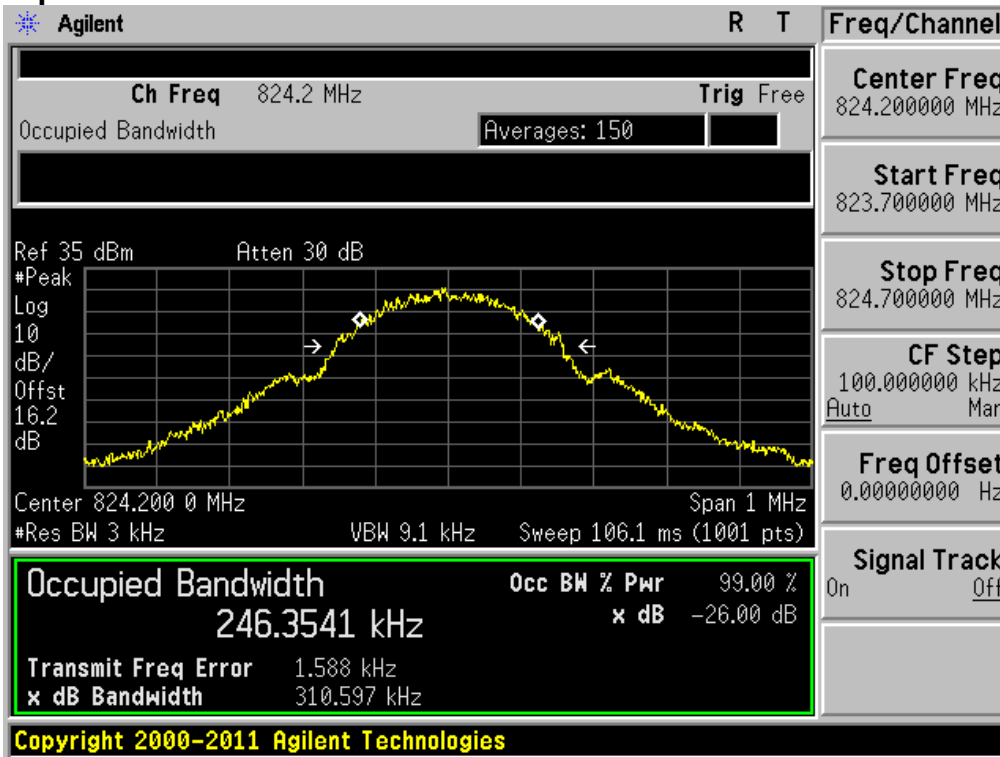 Agilent R T Freq/Channel
Ch Freq 824.2 MHz Trig Free
Occupied Bandwidth Averages: 150
Center Freq
824.200000 MHz
Start Freq
823.700000 MHz
Stop Freq
824.700000 MHz
CF Step
100.000000 kHz
Auto Man
Freq Offset
0.00000000 Hz
Signal Track
On Off
Ref 35 dBm Atten 30 dB
#Peak
Log
10
dB/
Offst
16.2
dB
Center 824.200 0 MHz Span 1 MHz
#Res BW 3 kHz VBW 9.1 kHz Sweep 106.1 ms (1001 pts)
Occupied Bandwidth Occ BW % Pwr 99.00 %
246.3541 kHz x dB -26.00 dB
Transmit Freq Error 1.588 kHz
x dB Bandwidth 310.597 kHz
Copyright 2000-2011 Agilent Technologies